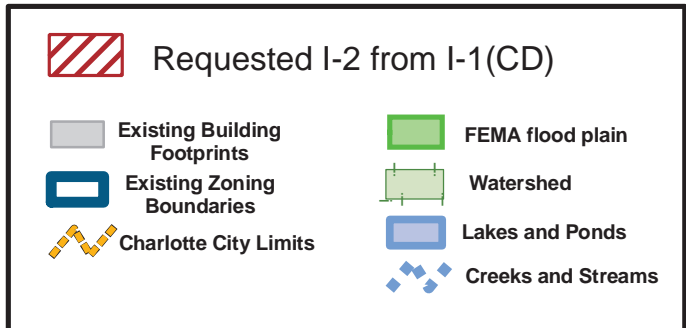 Requested I-2 from I-1(CD)
Existing Building
Footprints
Existing Zoning
Boundaries
Charlotte City Limits
FEMA flood plain
Watershed
Lakes and Ponds
Creeks and Streams